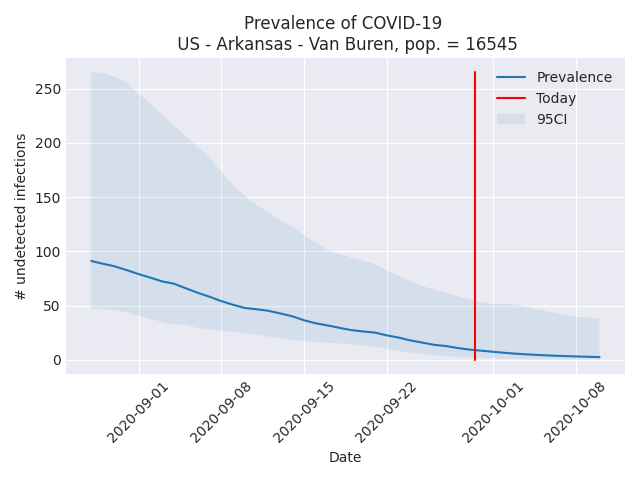 Prevalence of COVID-19
US - Arkansas - Van Buren, pop. = 16545
Prevalence
Today
95CI
# undetected infections
250
200
150
100
50
0
2020-09-01
2020-09-08
2020-09-15
2020-09-22
2020-10-01
2020-10-08
Date